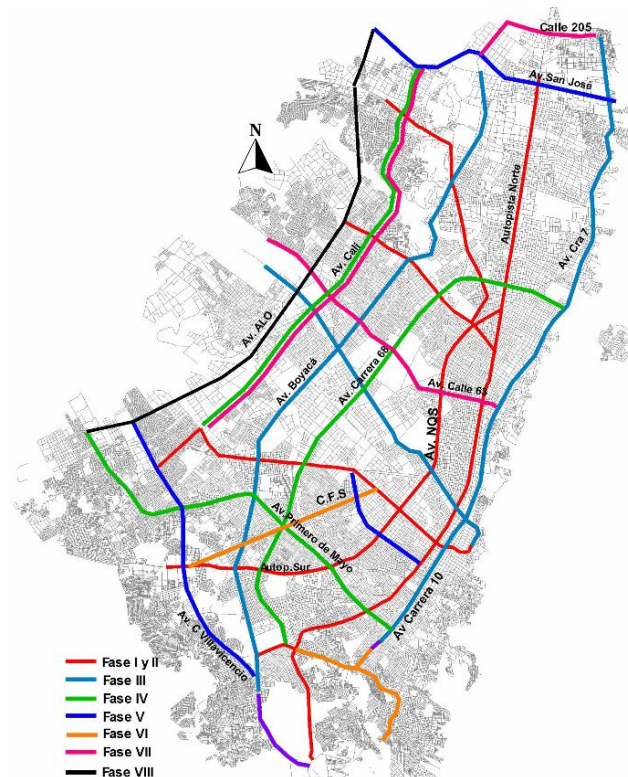 Calle 205
Av.San José
N
Autopista Norte
Av. Cra 7
Av. Cali
Av. ALO
Av. Boyacá
Av. Carrera 68
Av. Calle 63
Av. NQS
C.F.S
Av.Primero de Mayo
Autop.Sur
Av Carrera 10
Av. C Villavicencio
Fase I y II
Fase III
Fase IV
Fase V
Fase VI
Fase VII
Fase VIII